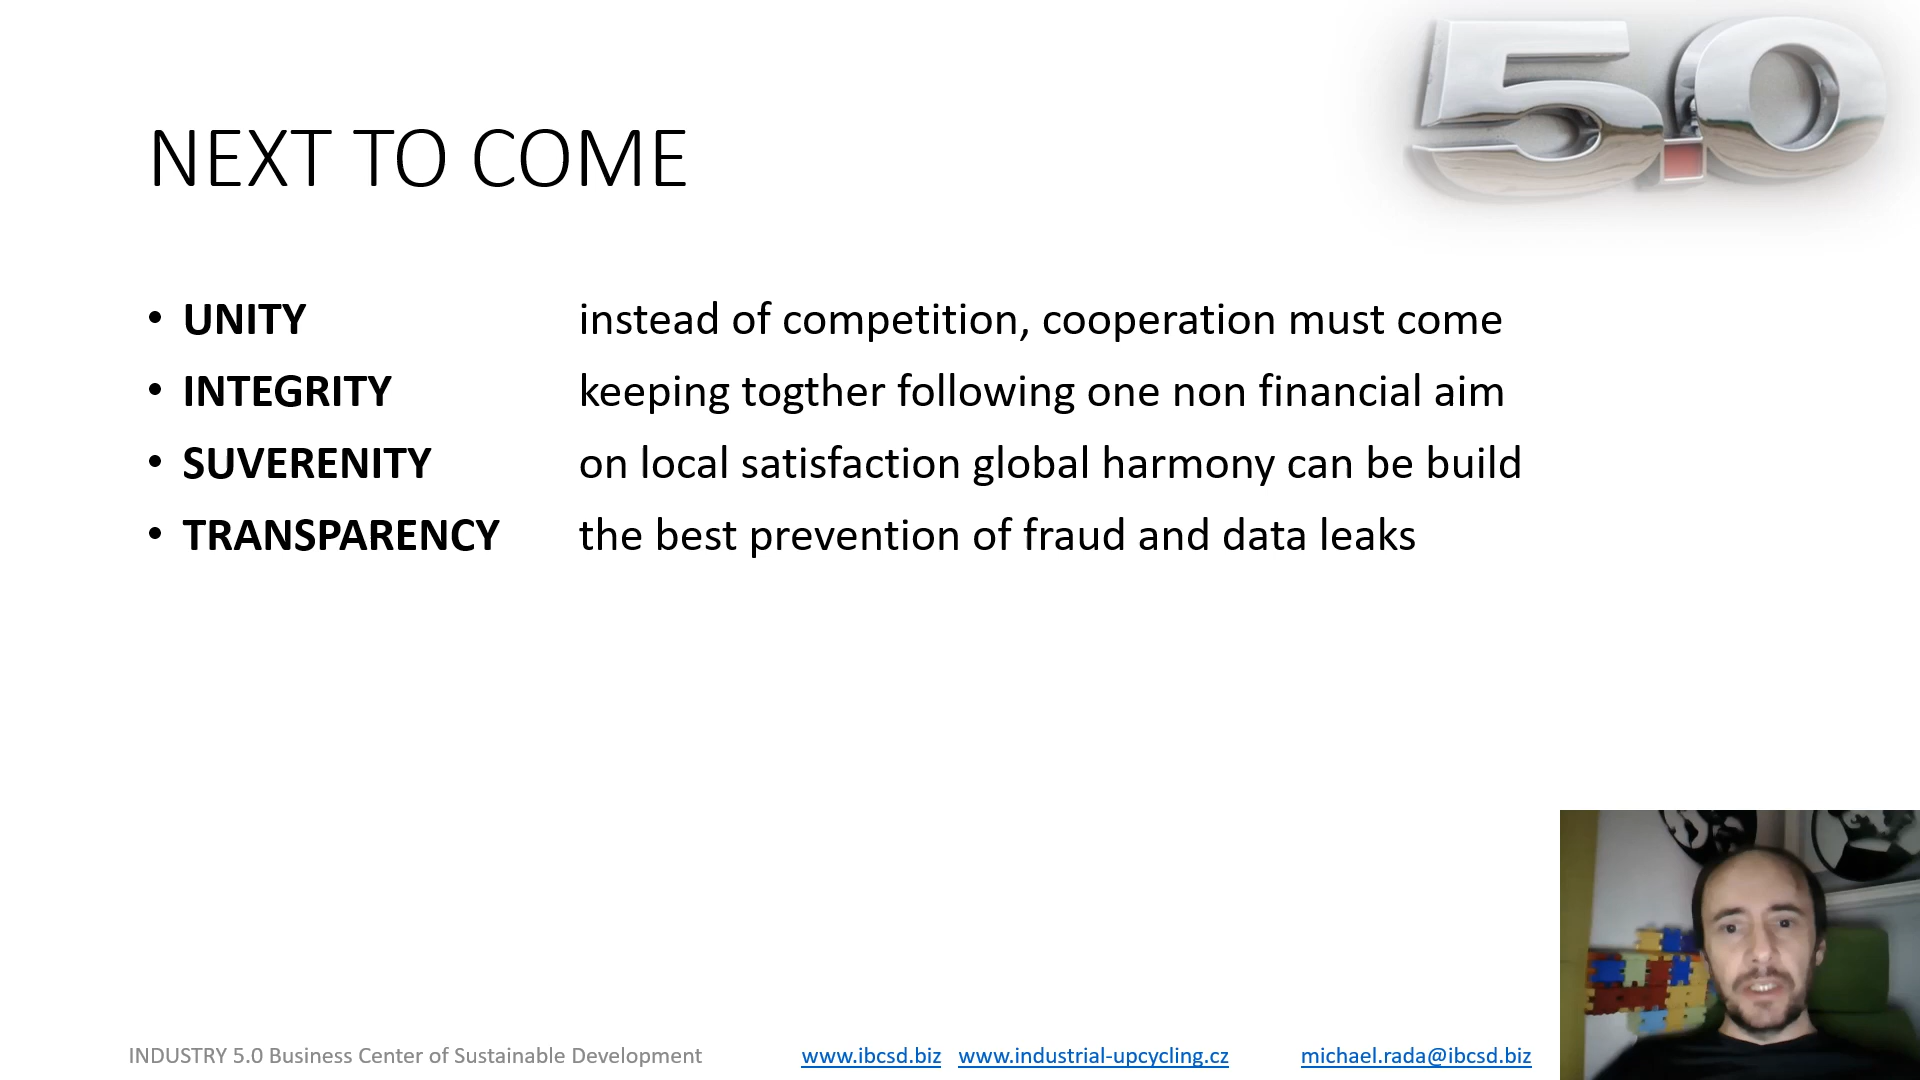 5.0
NEXT TO COME
• UNITY instead of competition, cooperation must come
• INTEGRITY keeping togther following one non financial aim
• SUVERENITY on local satisfaction global harmony can be build
• TRANSPARENCY the best prevention of fraud and data leaks
INDUSTRY 5.0 Business Center of Sustainable Development www.ibcsd.biz www.industrial-upcycling.cz michael.rada@ibcsd.biz